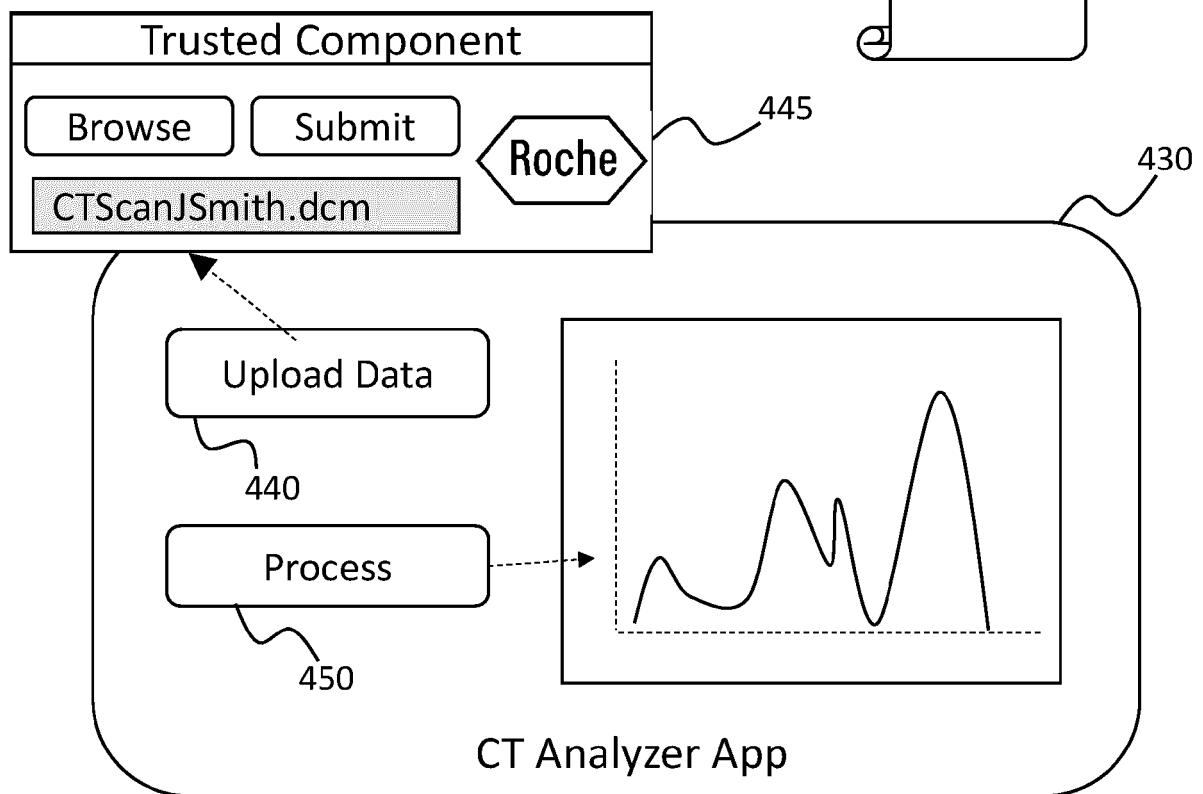 Trusted Component
Browse
Submit
Roche
445
CTScanJSmith.dcm
430
Upload Data
440
Process
450
CT Analyzer App